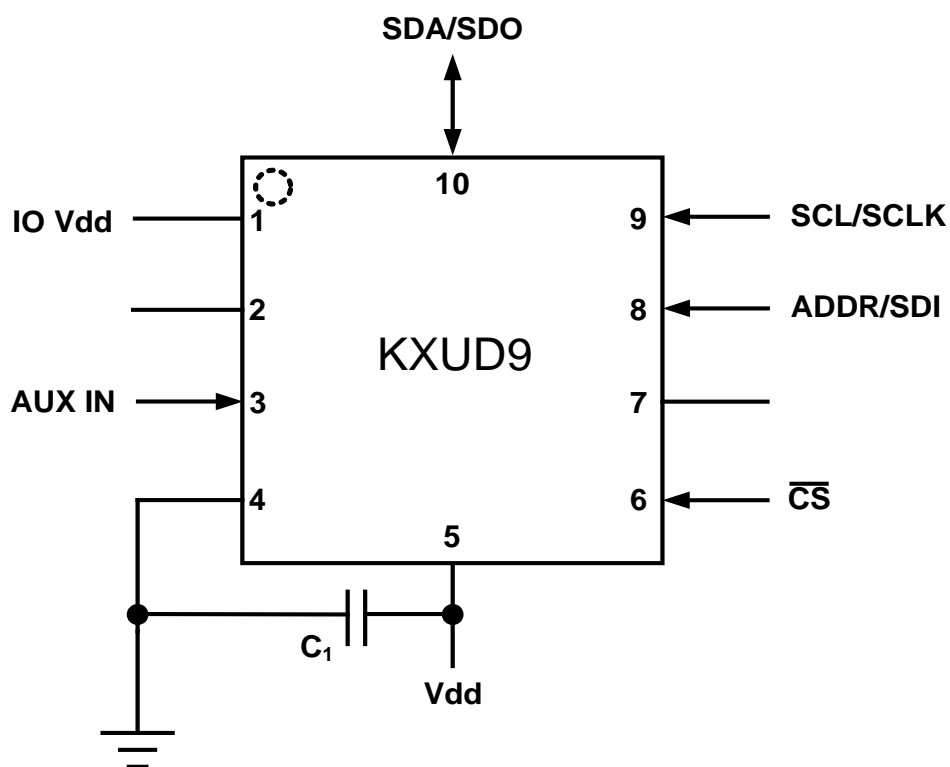 SDA/SDO
10
IO Vdd
1
9
SCL/SCLK
2
8
ADDR/SDI
KXUD9
AUX IN
3
7
4
6
C̅S̅
5
C₁
Vdd